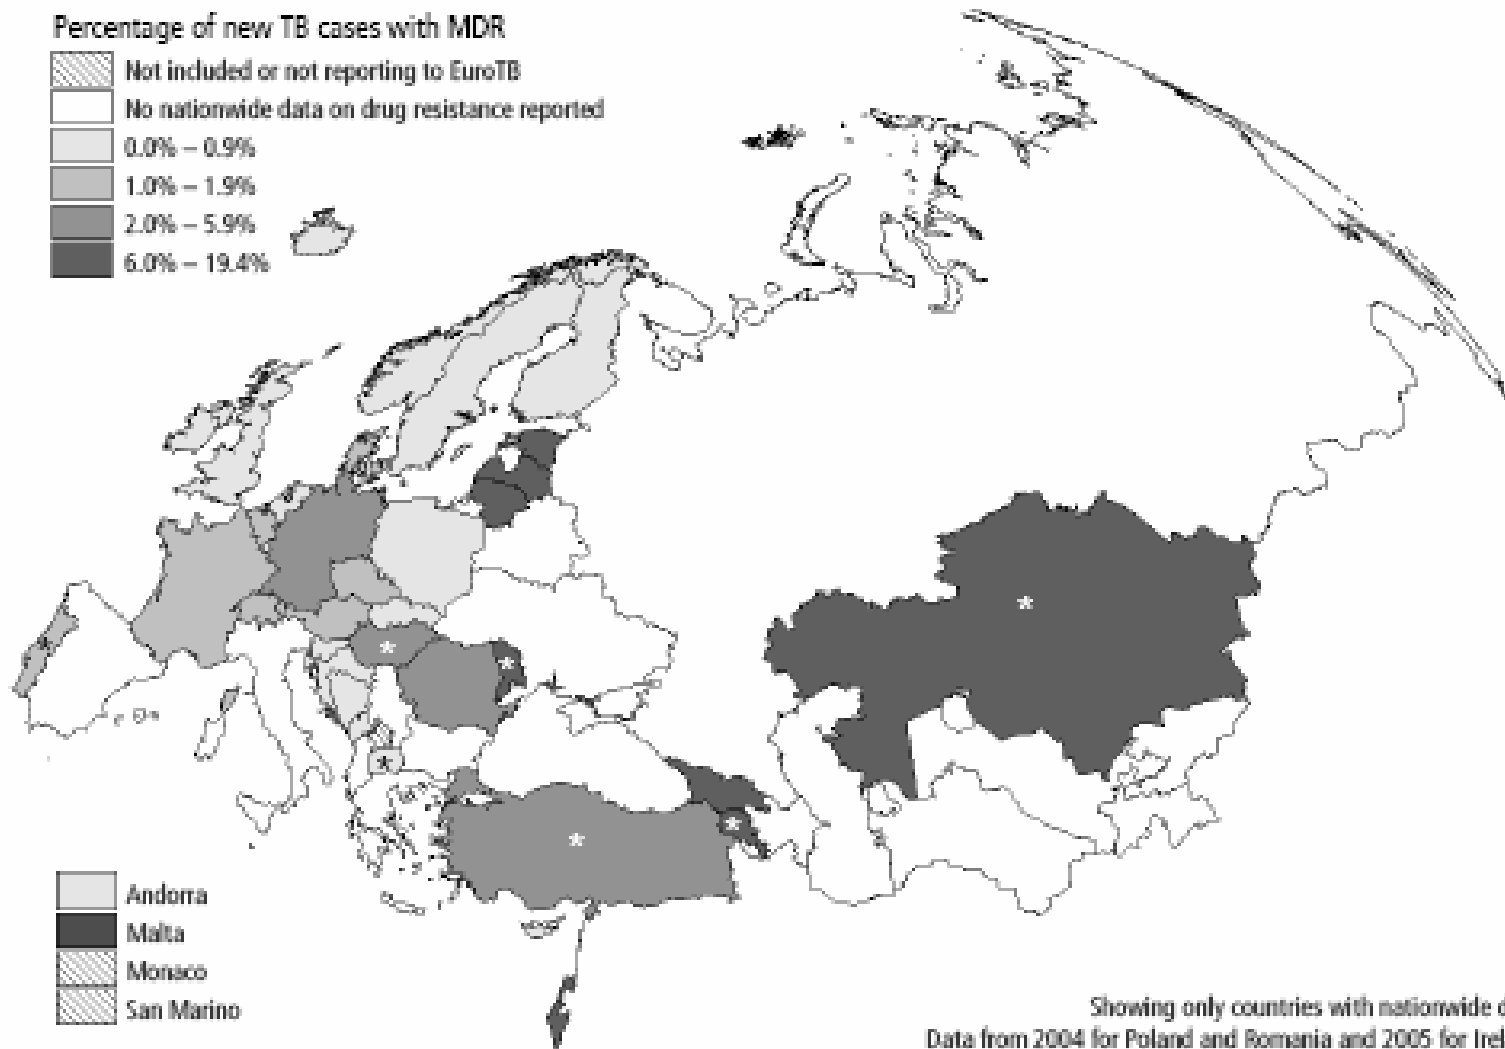 Percentage of new TB cases with MDR
Not included or not reporting to EuroTB
No nationwide data on drug resistance reported
0.0% – 0.9%
1.0% – 1.9%
2.0% – 5.9%
6.0% – 19.4%
*
*
*
*
*
*
Andorra
Malta
Monaco
San Marino
Showing only countries with nationwide d
Data from 2004 for Poland and Romania and 2005 for Irel